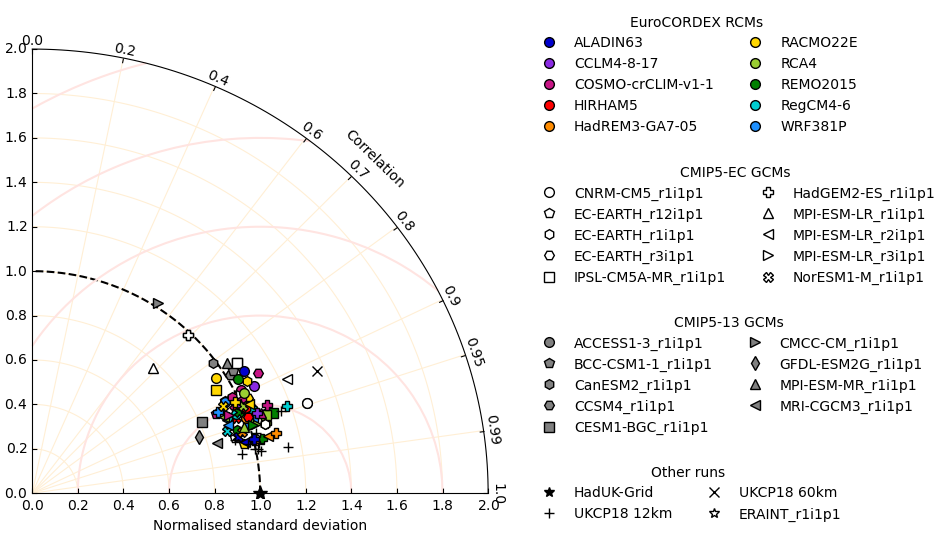 0.0
0.2
0.4
0.6
0.7
0.8
0.9
0.95
0.99
1.0
Correlation
2.0
1.8
1.6
1.4
1.2
1.0
0.8
0.6
0.4
0.2
0.0
0.0 0.2 0.4 0.6 0.8 1.0 1.2 1.4 1.6 1.8 2.0
Normalised standard deviation
EuroCORDEX RCMs
ALADIN63 RACMO22E
CCLM4-8-17 RCA4
COSMO-crCLIM-v1-1 REMO2015
HIRHAM5 RegCM4-6
HadREM3-GA7-05 WRF381P
CMIP5-EC GCMs
CNRM-CM5_r1i1p1 HadGEM2-ES_r1i1p1
EC-EARTH_r12i1p1 MPI-ESM-LR_r1i1p1
EC-EARTH_r1i1p1 MPI-ESM-LR_r2i1p1
EC-EARTH_r3i1p1 MPI-ESM-LR_r3i1p1
IPSL-CM5A-MR_r1i1p1 NorESM1-M_r1i1p1
CMIP5-13 GCMs
ACCESS1-3_r1i1p1 CMCC-CM_r1i1p1
BCC-CSM1-1_r1i1p1 GFDL-ESM2G_r1i1p1
CanESM2_r1i1p1 MPI-ESM-MR_r1i1p1
CCSM4_r1i1p1 MRI-CGCM3_r1i1p1
CESM1-BGC_r1i1p1
Other runs
HadUK-Grid UKCP18 60km
UKCP18 12km ERAINT_r1i1p1